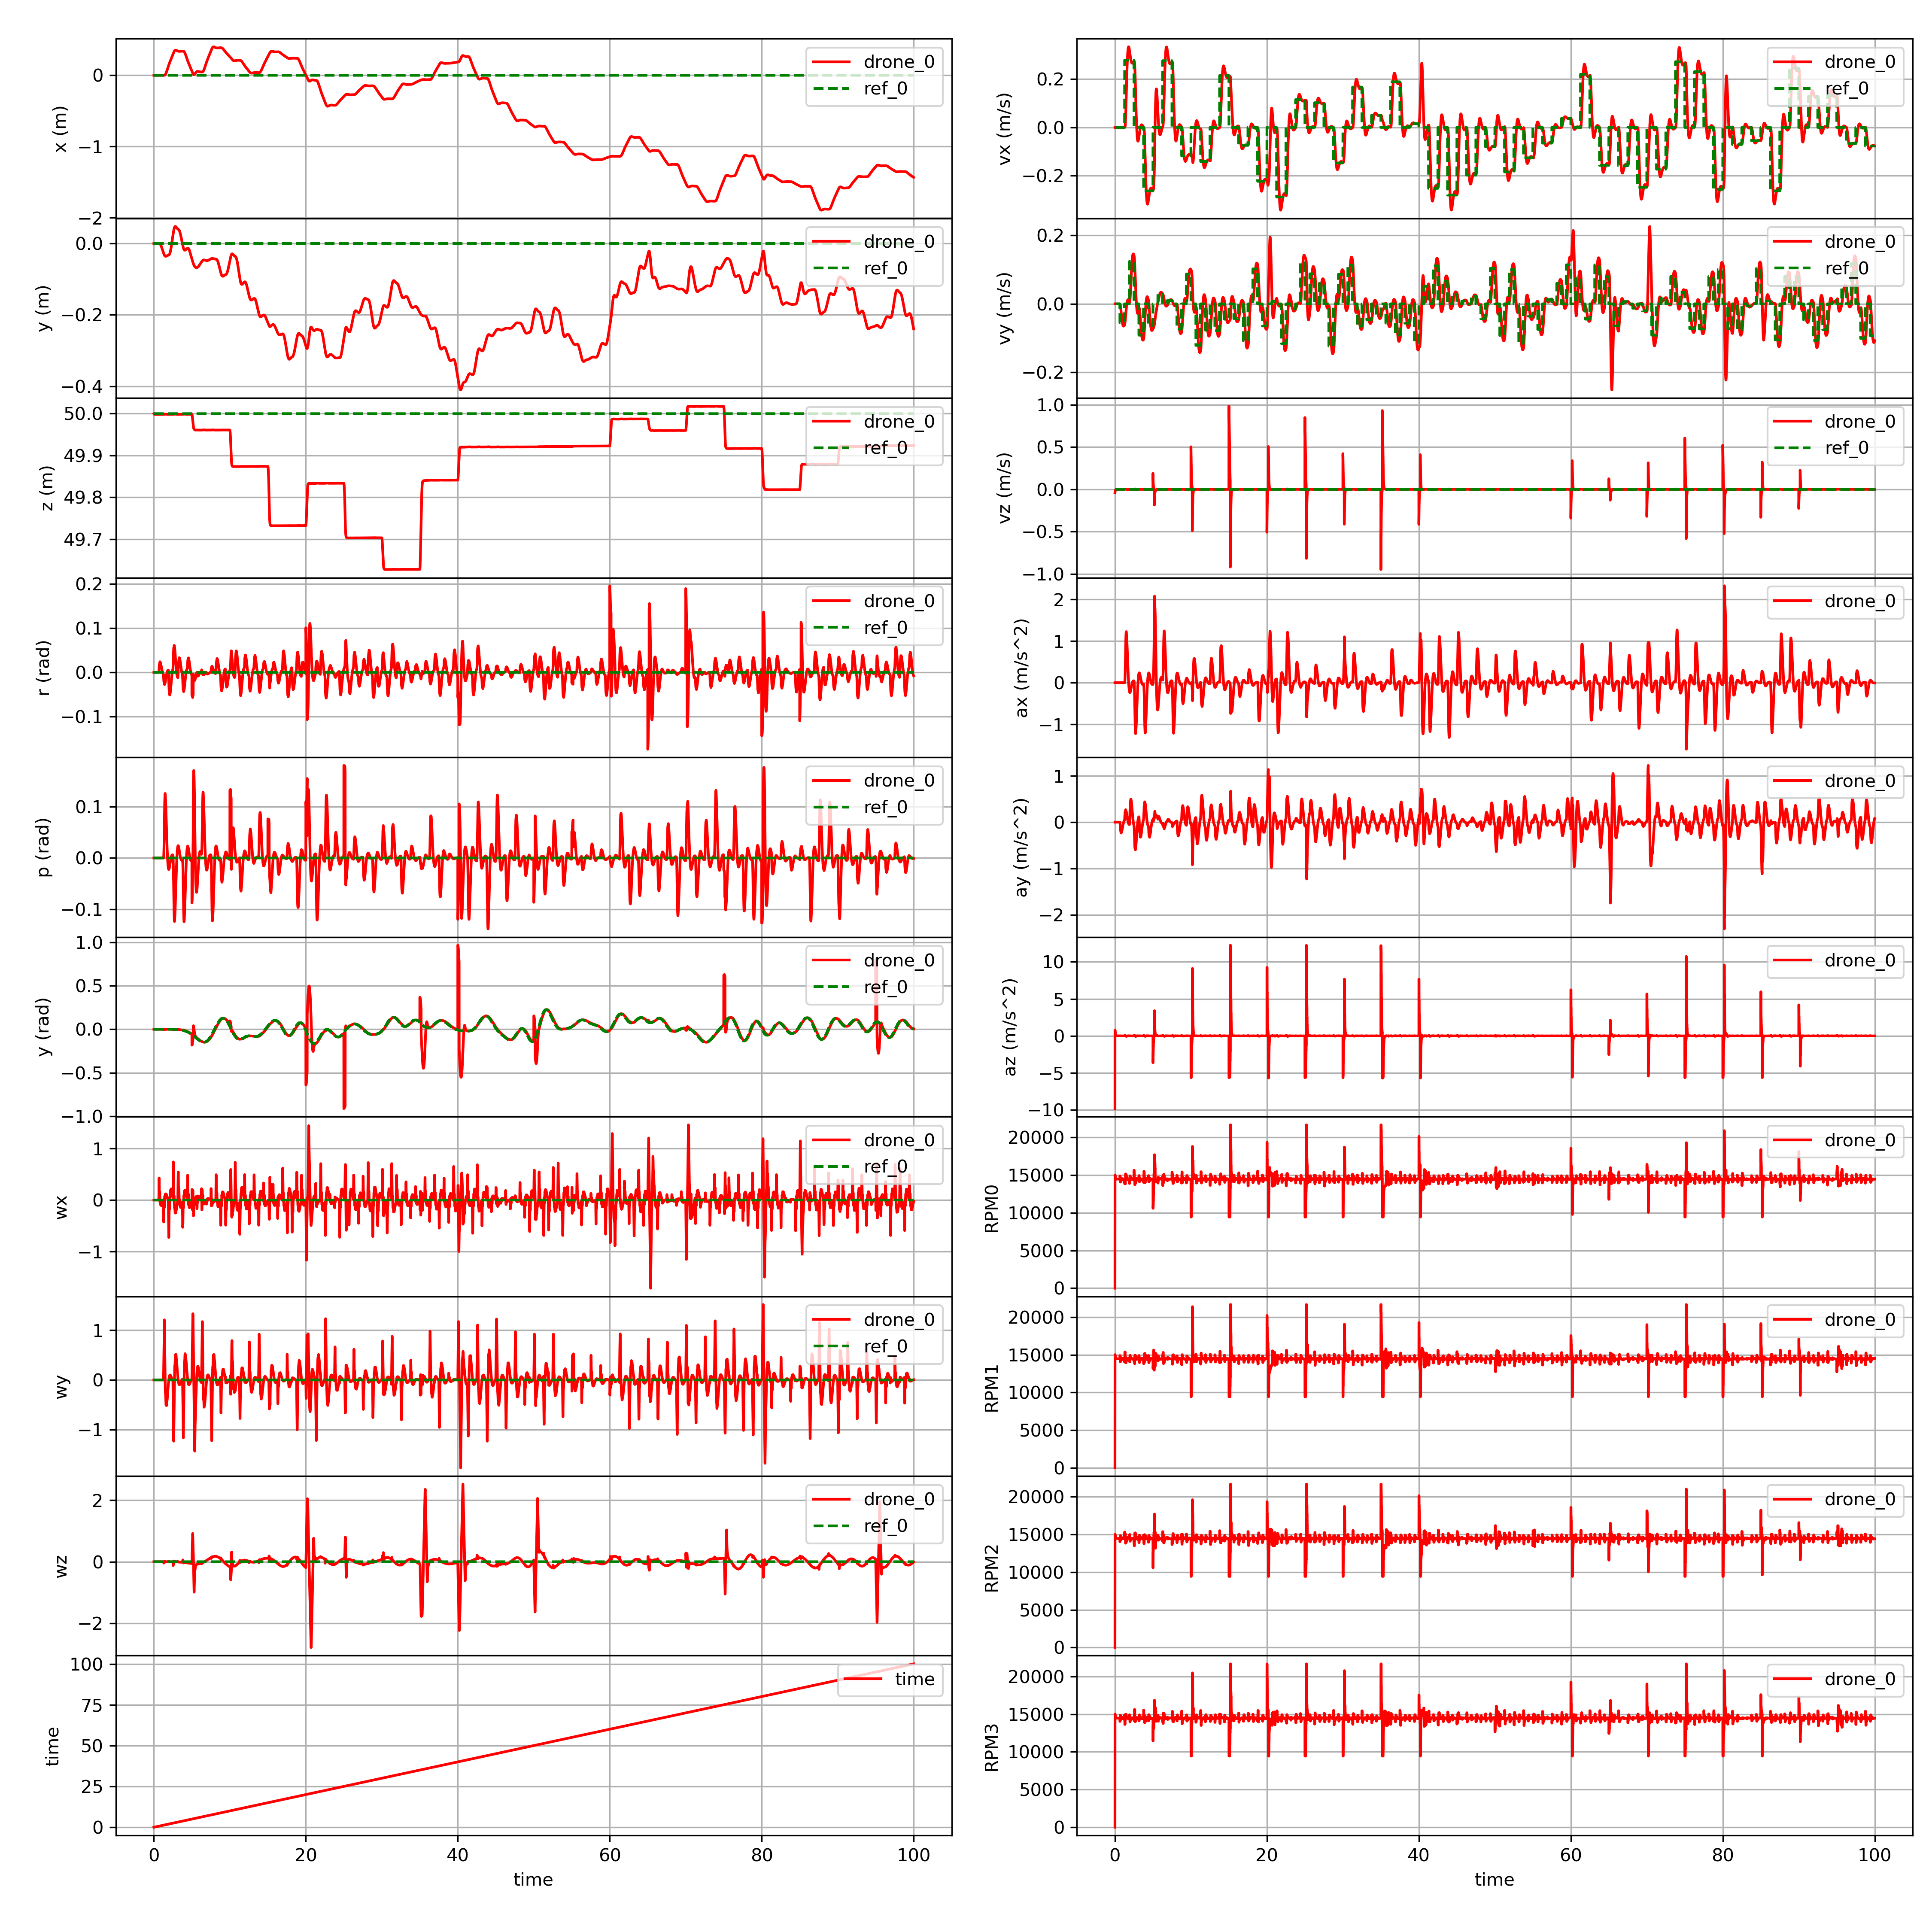 x (m)
0
−1
−2
drone_0
ref_0
y (m)
0.0
−0.2
−0.4
drone_0
ref_0
z (m)
50.0
49.9
49.8
49.7
drone_0
ref_0
r (rad)
0.2
0.1
0.0
−0.1
drone_0
ref_0
p (rad)
0.1
0.0
−0.1
drone_0
ref_0
y (rad)
1.0
0.5
0.0
−0.5
−1.0
drone_0
ref_0
wx
1
0
−1
drone_0
ref_0
wy
1
0
−1
drone_0
ref_0
wz
2
0
−2
drone_0
ref_0
time
100
75
50
25
0
time
0 20 40 60 80 100
time
vx (m/s)
0.2
0.0
−0.2
drone_0
ref_0
vy (m/s)
0.2
0.0
−0.2
drone_0
ref_0
vz (m/s)
1.0
0.5
0.0
−0.5
−1.0
drone_0
ref_0
ax (m/s^2)
2
1
0
−1
drone_0
ay (m/s^2)
1
0
−1
−2
drone_0
az (m/s^2)
10
5
0
−5
−10
drone_0
RPM0
20000
15000
10000
5000
0
drone_0
RPM1
20000
15000
10000
5000
0
drone_0
RPM2
20000
15000
10000
5000
0
drone_0
RPM3
20000
15000
10000
5000
0
drone_0
0 20 40 60 80 100
time